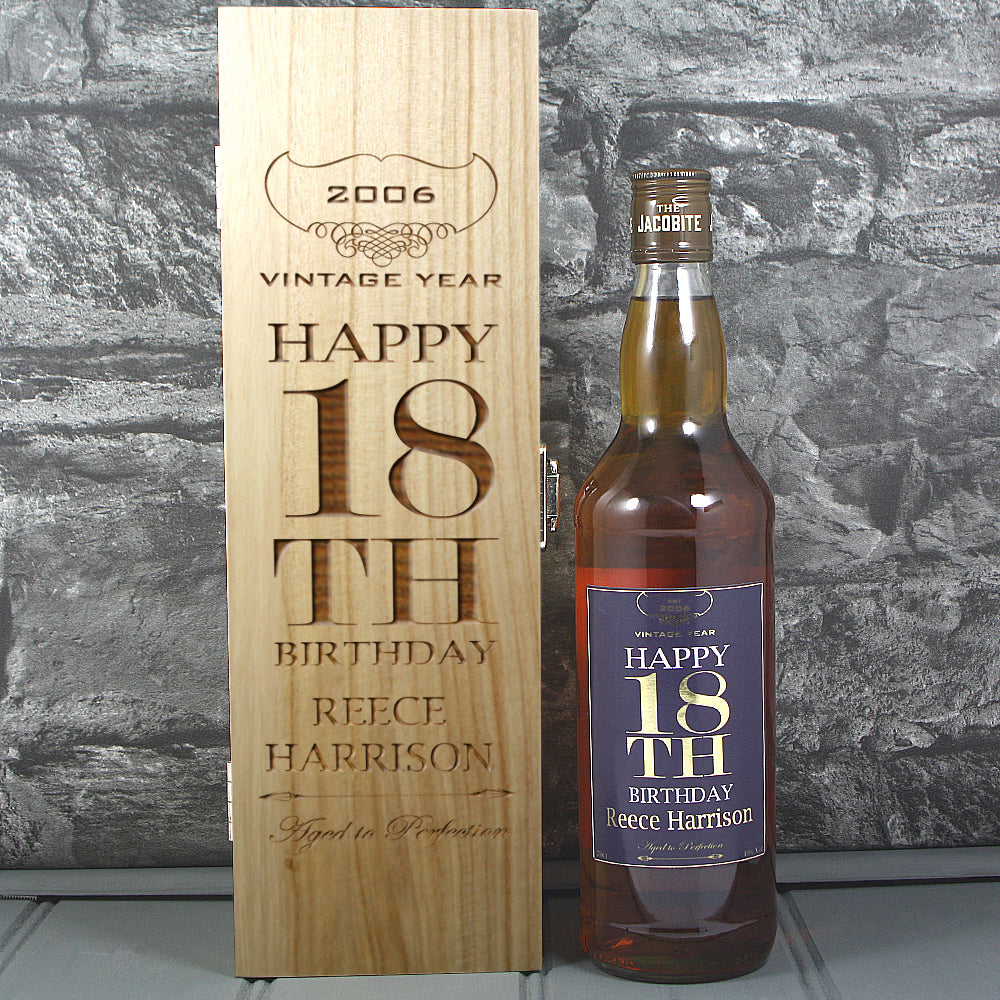 2006
VINTAGE YEAR
HAPPY
18
TH
BIRTHDAY
REECE
HARRISON
Aged to Perfection
THE
JACOBITE
2006
VINTAGE YEAR
HAPPY
18
TH
BIRTHDAY
Reece Harrison
Aged to Perfection